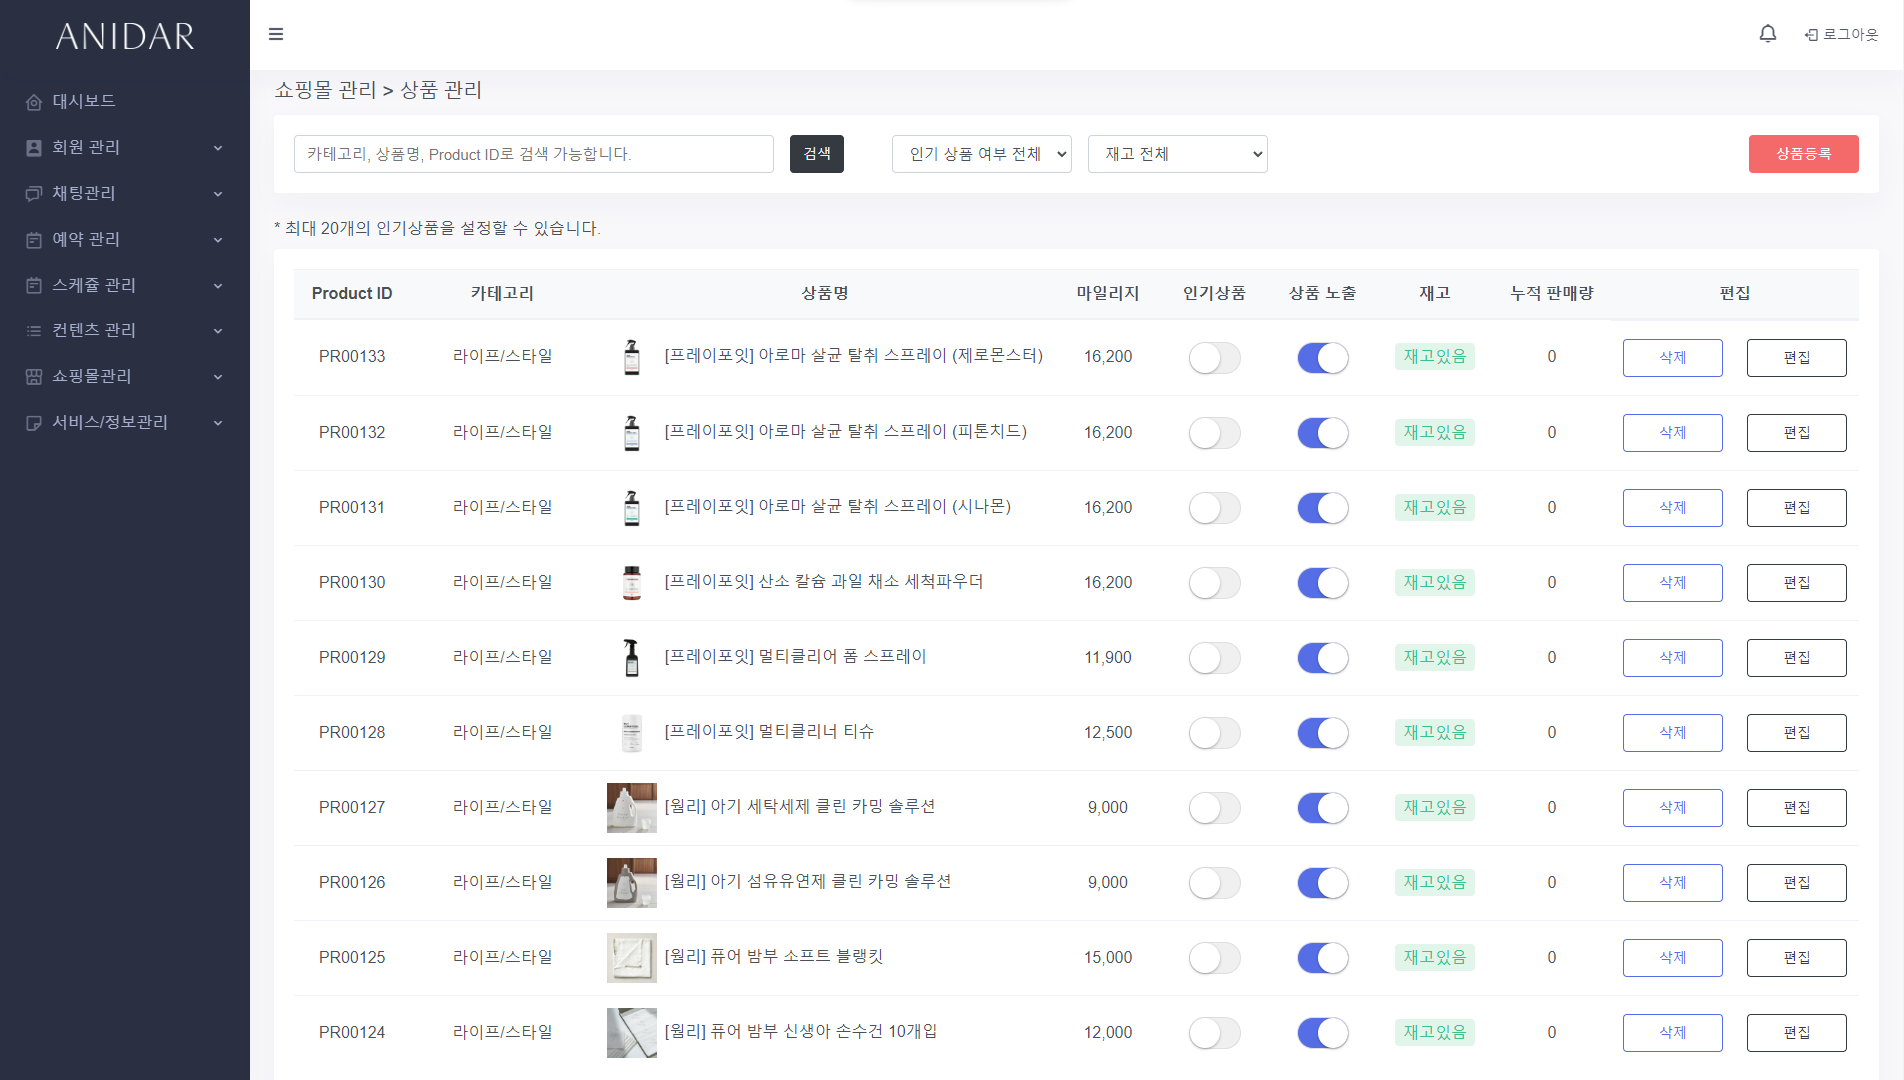 ANIDAR
로그아웃
대시보드
회원 관리
채팅관리
예약 관리
스케쥴 관리
컨텐츠 관리
쇼핑몰관리
서비스/정보관리
쇼핑몰 관리 > 상품 관리
카테고리, 상품명, Product ID로 검색 가능합니다. 검색 인기 상품 여부 전체 재고 전체 상품등록
* 최대 20개의 인기상품을 설정할 수 있습니다.
Product ID 카테고리 상품명 마일리지 인기상품 상품 노출 재고 누적 판매량 편집
PR00133 라이프/스타일 [프레이포잇] 아로마 살균 탈취 스프레이 (제로몬스터) 16,200 재고있음 0 삭제 편집
PR00132 라이프/스타일 [프레이포잇] 아로마 살균 탈취 스프레이 (피톤치드) 16,200 재고있음 0 삭제 편집
PR00131 라이프/스타일 [프레이포잇] 아로마 살균 탈취 스프레이 (시나몬) 16,200 재고있음 0 삭제 편집
PR00130 라이프/스타일 [프레이포잇] 산소 칼슘 과일 채소 세척파우더 16,200 재고있음 0 삭제 편집
PR00129 라이프/스타일 [프레이포잇] 멀티클리어 폼 스프레이 11,900 재고있음 0 삭제 편집
PR00128 라이프/스타일 [프레이포잇] 멀티클리너 티슈 12,500 재고있음 0 삭제 편집
PR00127 라이프/스타일 [월리] 아기 세탁세제 클린 카밍 솔루션 9,000 재고있음 0 삭제 편집
PR00126 라이프/스타일 [월리] 아기 섬유유연제 클린 카밍 솔루션 9,000 재고있음 0 삭제 편집
PR00125 라이프/스타일 [월리] 퓨어 밤부 소프트 블랭킷 15,000 재고있음 0 삭제 편집
PR00124 라이프/스타일 [월리] 퓨어 밤부 신생아 손수건 10개입 12,000 재고있음 0 삭제 편집